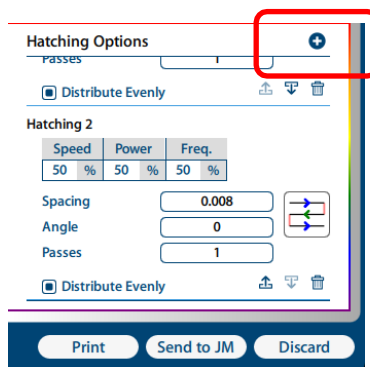 Hatching Options
Passes 1
Distribute Evenly
Hatching 2
Speed Power Freq.
50 % 50 % 50 %
Spacing 0.008
Angle 0
Passes 1
Distribute Evenly
Print Send to JM Discard